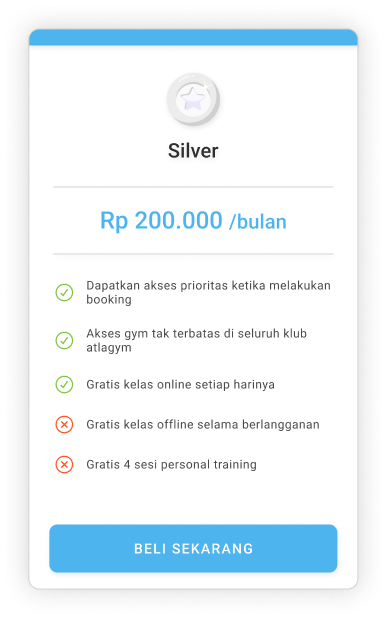 Silver
Rp 200.000 /bulan
Dapatkan akses prioritas ketika melakukan
booking
Akses gym tak terbatas di seluruh klub
atlagym
Gratis kelas online setiap harinya
Gratis kelas offline selama berlangganan
Gratis 4 sesi personal training
BELI SEKARANG